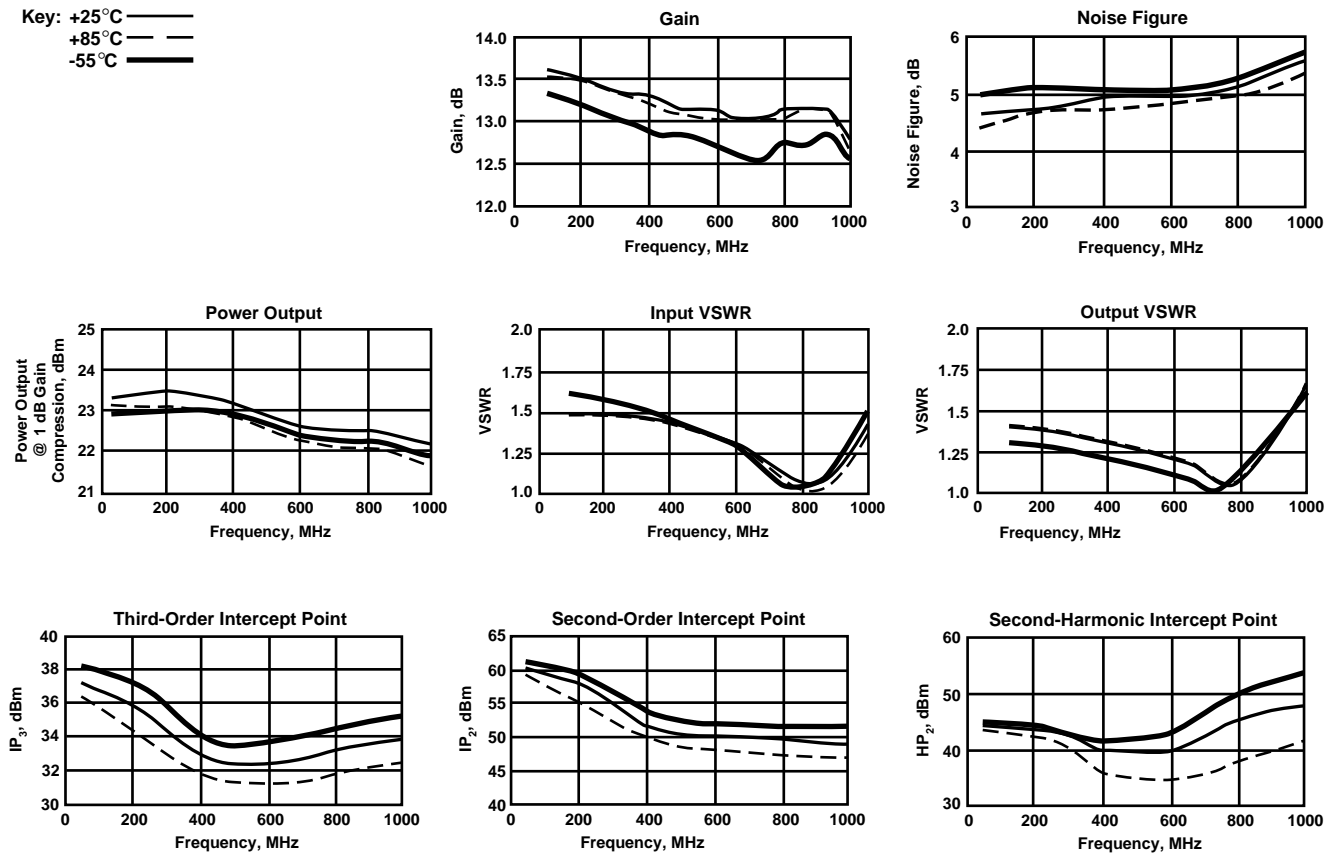 Key: +25°C
+85°C
-55°C
Gain
14.0
13.5
13.0
12.5
12.0
Gain, dB
0 200 400 600 800 1000
Frequency, MHz
Noise Figure
6
5
4
3
Noise Figure, dB
0 200 400 600 800 1000
Frequency, MHz
Power Output
25
24
23
22
21
Power Output
@ 1 dB Gain
Compression, dBm
0 200 400 600 800 1000
Frequency, MHz
Input VSWR
2.0
1.75
1.5
1.25
1.0
VSWR
0 200 400 600 800 1000
Frequency, MHz
Output VSWR
2.0
1.75
1.5
1.25
1.0
VSWR
0 200 400 600 800 1000
Frequency, MHz
Third-Order Intercept Point
40
38
36
34
32
30
IP3, dBm
0 200 400 600 800 1000
Frequency, MHz
Second-Order Intercept Point
65
60
55
50
45
40
IP2, dBm
0 200 400 600 800 1000
Frequency, MHz
Second-Harmonic Intercept Point
60
50
40
30
HP2, dBm
0 200 400 600 800 1000
Frequency, MHz